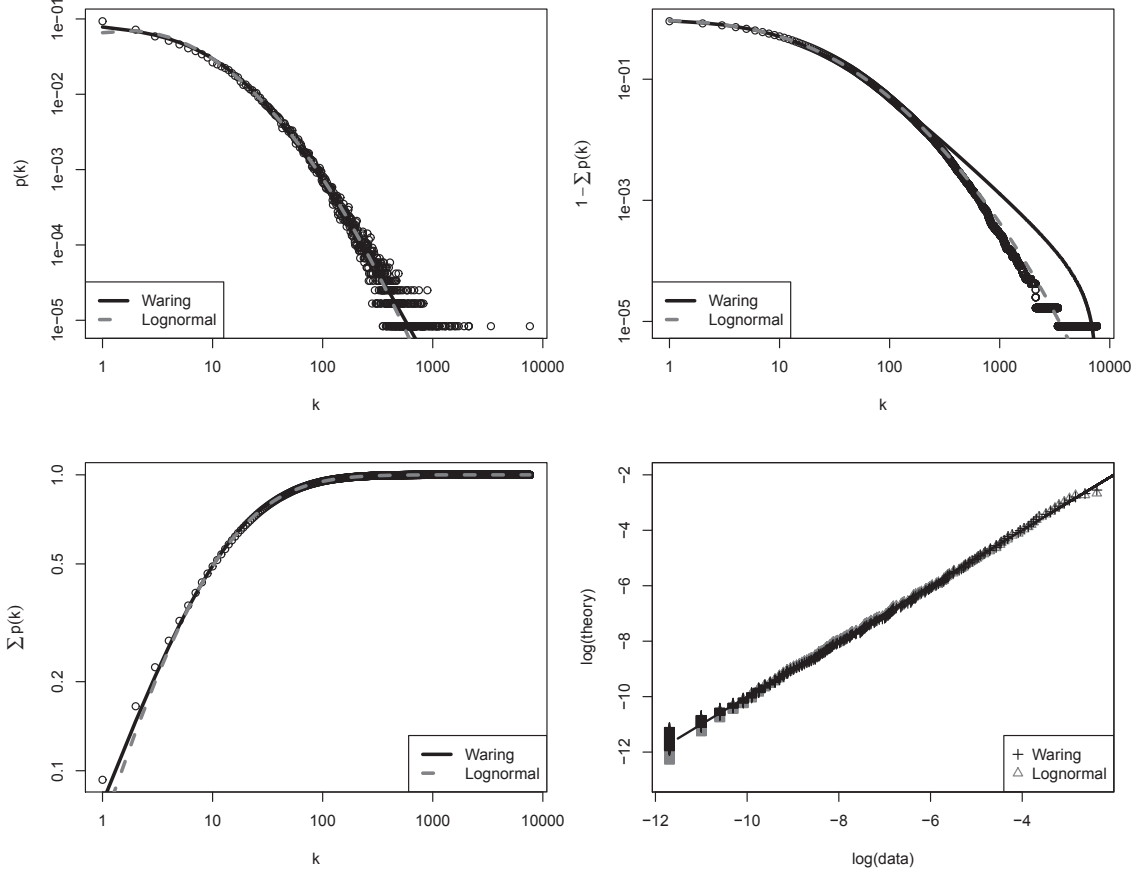 1e-01
1e-02
1e-03
1e-04
1e-05
p(k)
Waring
Lognormal
1 10 100 1000 10000
k
1e-01
1e-03
1e-05
1 − Σ p(k)
Waring
Lognormal
1 10 100 1000 10000
k
1.0
0.5
0.2
0.1
Σ p(k)
Waring
Lognormal
1 10 100 1000 10000
k
−2
−4
−6
−8
−10
−12
log(theory)
Waring
Lognormal
−12 −10 −8 −6 −4
log(data)